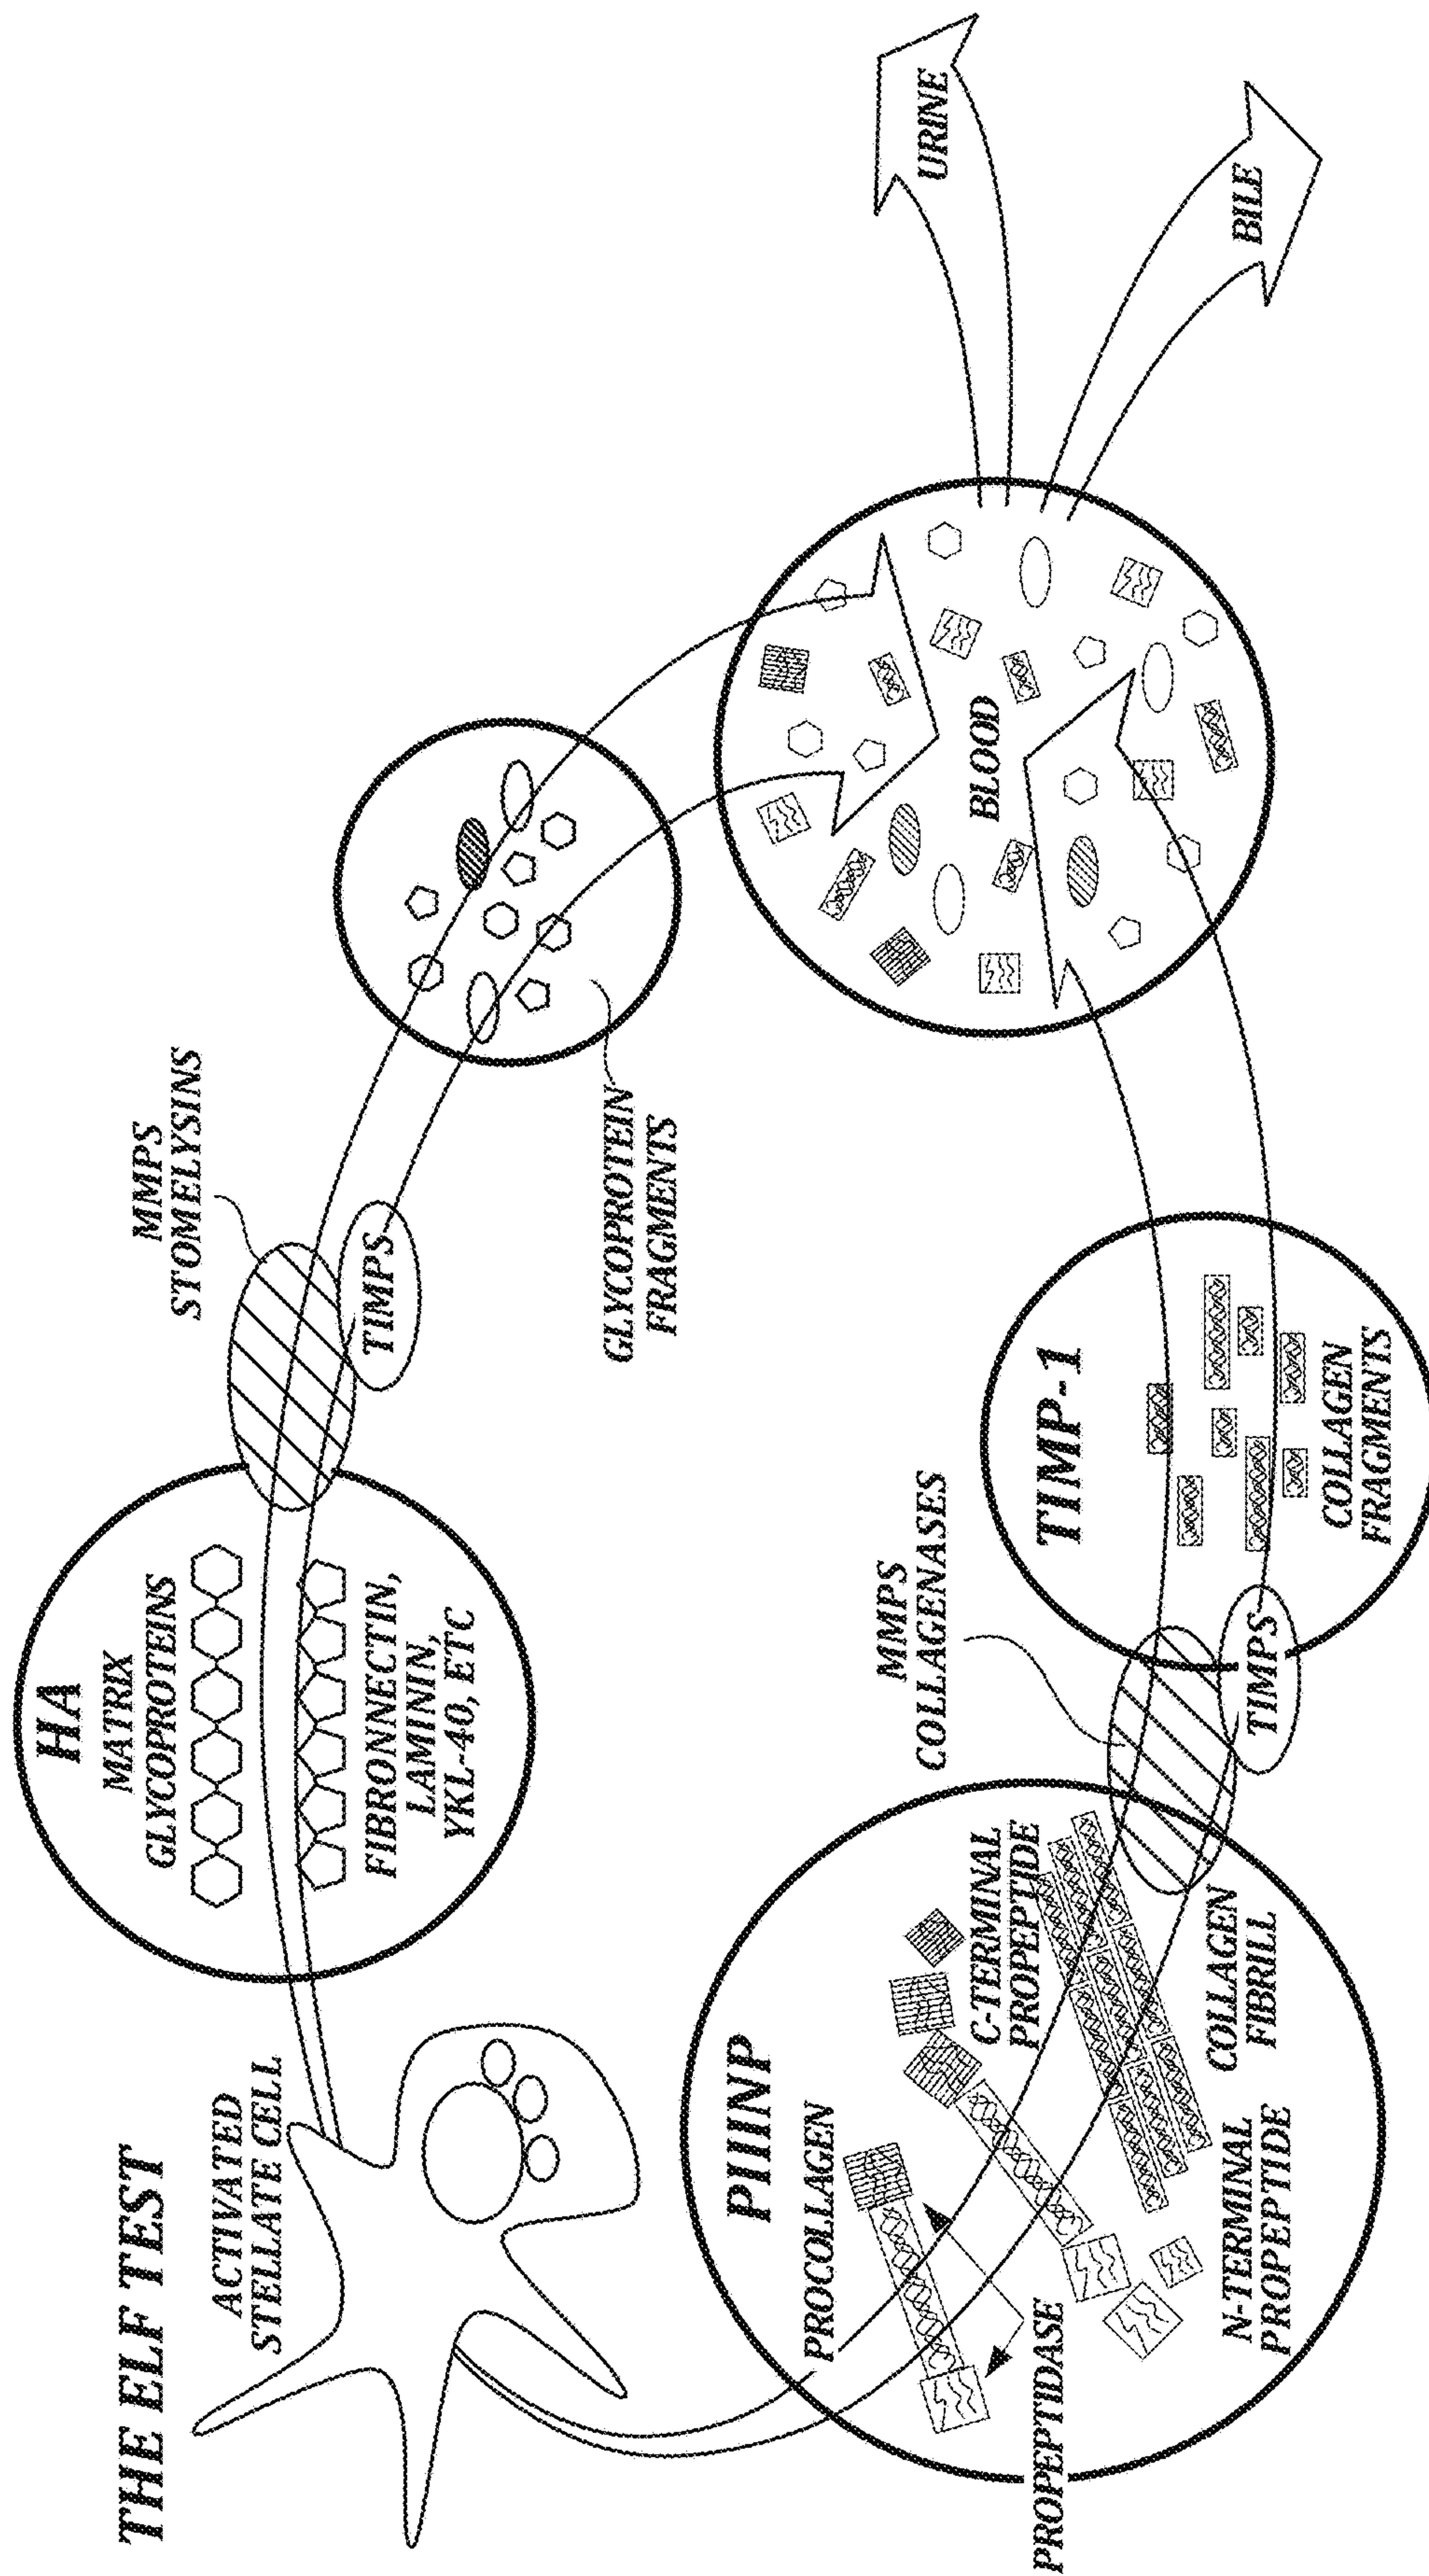 THE ELF TEST
ACTIVATED
STELLATE CELL
HA
MATRIX
GLYCOPROTEINS
FIBRONNECTIN,
LAMININ,
YKL-40, ETC
MMPS
STOMELYSINS
TIMPS
GLYCOPROTEIN
FRAGMENTS
PIIINP
PROCOLLAGEN
PROPEPTIDASE
C-TERMINAL
PROPEPTIDE
N-TERMINAL
PROPEPTIDE
COLLAGEN
FIBRILL
MMPS
COLLAGENASES
TIMPS
TIMP-1
COLLAGEN
FRAGMENTS
BLOOD
URINE
BILE